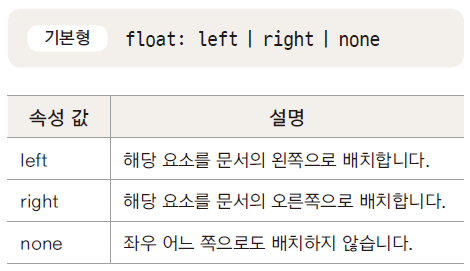 기본형 float: left | right | none
속성 값 설명
left 해당 요소를 문서의 왼쪽으로 배치합니다.
right 해당 요소를 문서의 오른쪽으로 배치합니다.
none 좌우 어느 쪽으로도 배치하지 않습니다.